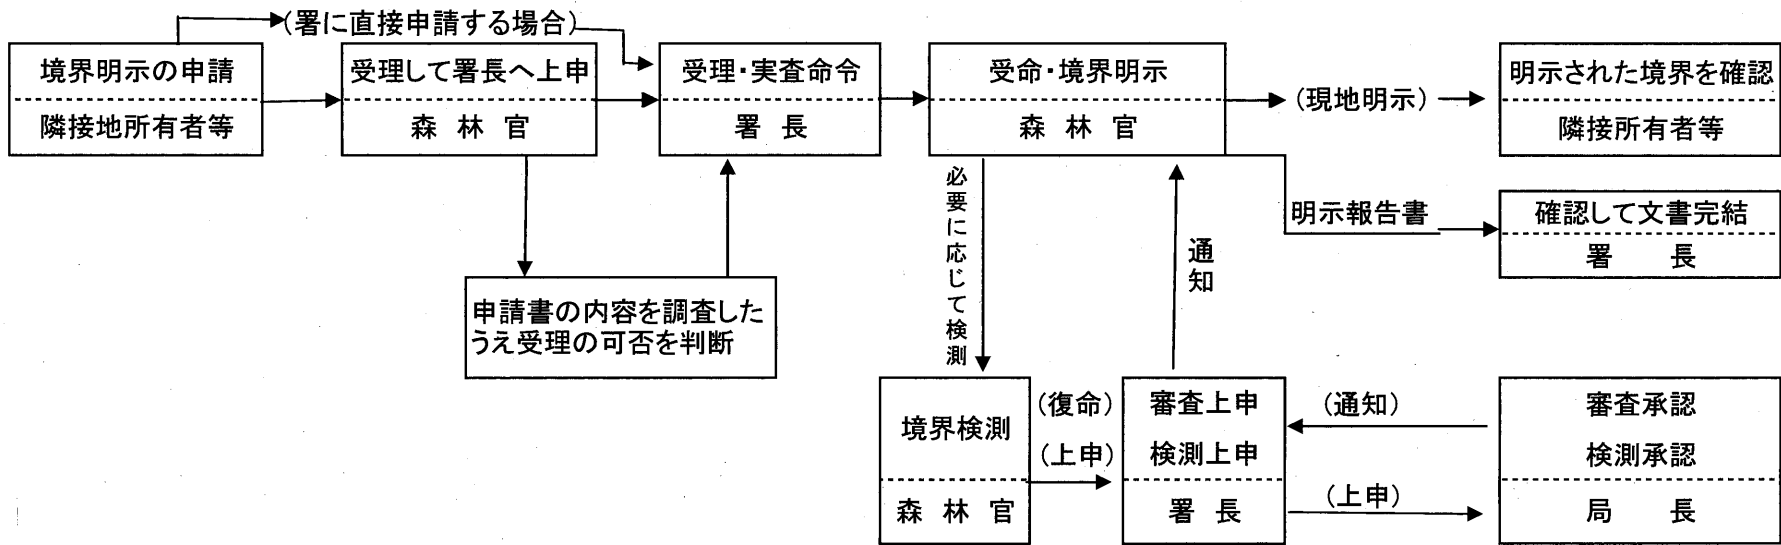 (署に直接申請する場合)
境界明示の申請
隣接地所有者等
受理して署長へ上申
森林官
受理・実査命令
署長
受命・境界明示
森林官
(現地明示)
明示された境界を確認
隣接所有者等
必要に応じて検測
通知
明示報告書
確認して文書完結
署長
申請書の内容を調査した
うえ受理の可否を判断
境界検測
森林官
(復命)
(上申)
審査上申
検測上申
署長
(通知)
(上申)
審査承認
検測承認
局長